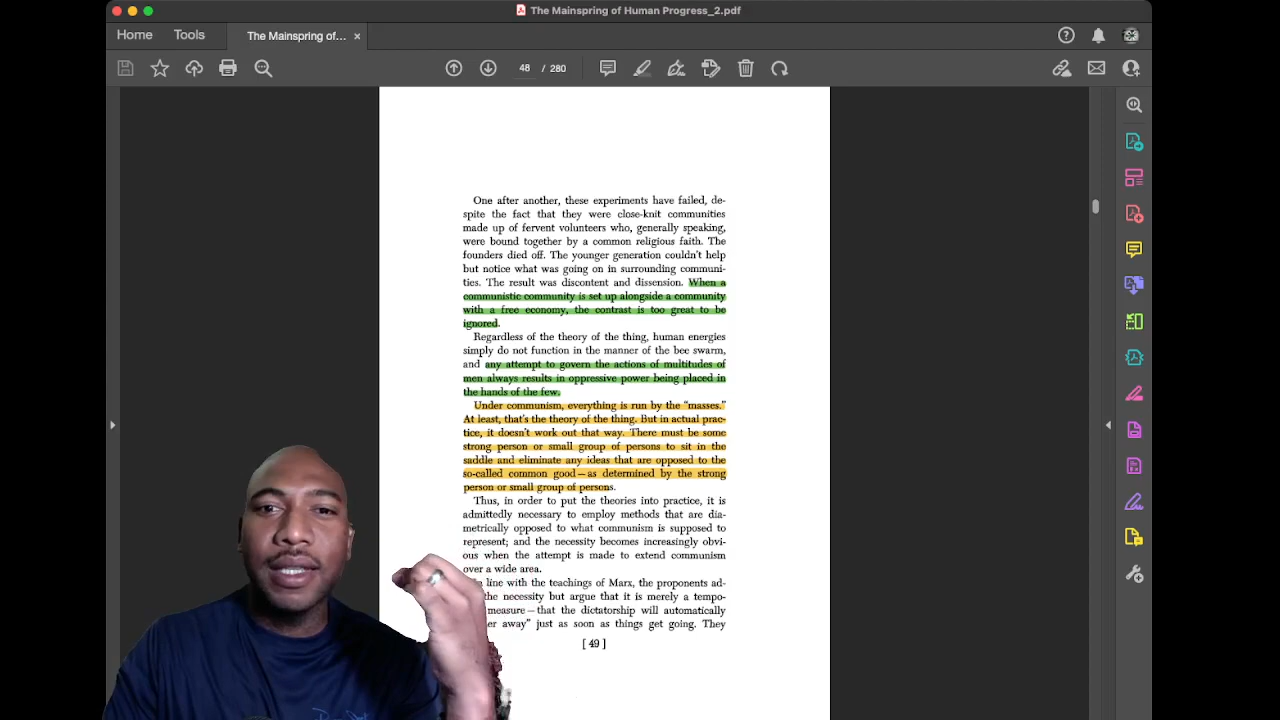 The Mainspring of Human Progress_2.pdf
Home Tools The Mainspring of... ×
48 / 280
One after another, these experiments have failed, de-
spite the fact that they were close-knit communities
made up of fervent volunteers who, generally speaking,
were bound together by a common religious faith. The
founders died off. The younger generation couldn't help
but notice what was going on in surrounding communi-
ties. The result was discontent and dissension. When a
communistic community is set up alongside a community
with a free economy, the contrast is too great to be
ignored.
Regardless of the theory of the thing, human energies
simply do not function in the manner of the bee swarm,
and any attempt to govern the actions of multitudes of
men always results in oppressive power being placed in
the hands of the few.
Under communism, everything is run by the “masses.”
At least, that's the theory of the thing. But in actual prac-
tice, it doesn't work out that way. There must be some
strong person or small group of persons to sit in the
saddle and eliminate any ideas that are opposed to the
so-called common good—as determined by the strong
person or small group of persons.
Thus, in order to put the theories into practice, it is
admittedly necessary to employ methods that are dia-
metrically opposed to what communism is supposed to
represent; and the necessity becomes increasingly obvi-
ous when the attempt is made to extend communism
over a wide area.
line with the teachings of Marx, the proponents ad-
the necessity but argue that it is merely a tempo-
measure—that the dictatorship will automatically
away” just as soon as things get going. They
[ 49 ]